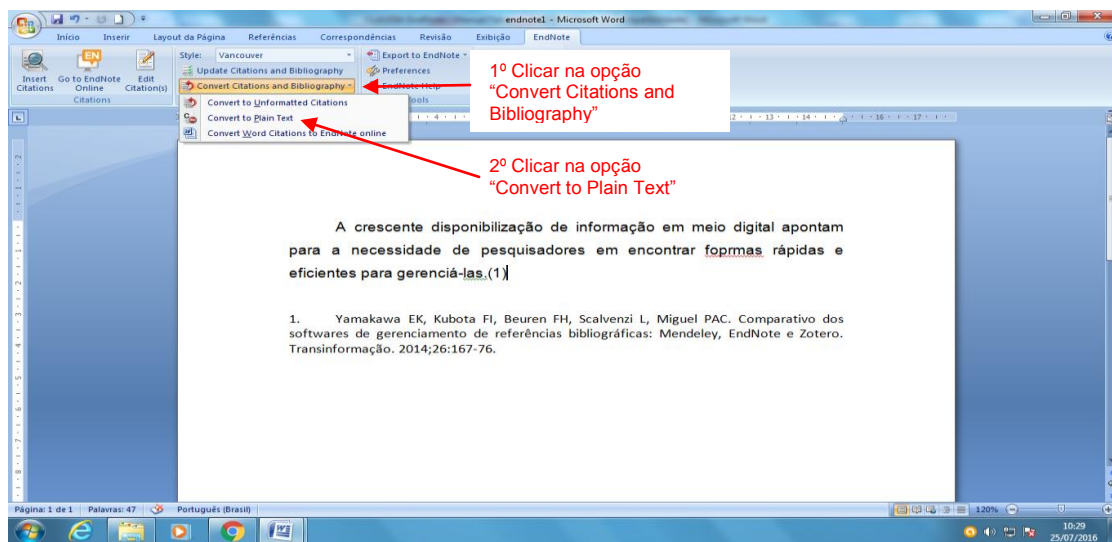 endnote1 - Microsoft Word
Início Inserir Layout da Página Referências Correspondências Revisão Exibição EndNote
Insert Citations
Go to EndNote Online
Edit Citation(s)
Citations
Style: Vancouver
Update Citations and Bibliography
Convert Citations and Bibliography
Export to EndNote
Preferences
EndNote Help
Convert to Unformatted Citations
Convert to Plain Text
Convert Word Citations to EndNote online
1º Clicar na opção
“Convert Citations and
Bibliography”
2º Clicar na opção
“Convert to Plain Text”
A crescente disponibilização de informação em meio digital apontam
para a necessidade de pesquisadores em encontrar foprmas rápidas e
eficientes para gerenciá-las.(1)
1. Yamakawa EK, Kubota FI, Beuren FH, Scalvenzi L, Miguel PAC. Comparativo dos
softwares de gerenciamento de referências bibliográficas: Mendeley, EndNote e Zotero.
Transinformação. 2014;26:167-76.
Página: 1 de 1 Palavras: 47 Português (Brasil) 120%
10:29
25/07/2016